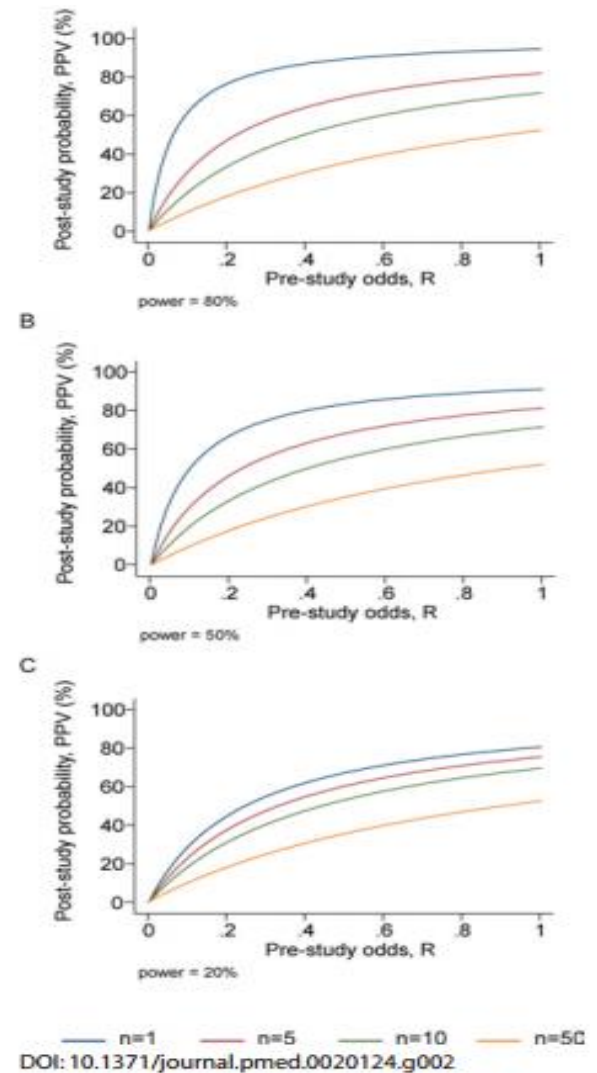 Post-study probability, PPV (%)
100
80
60
40
20
0
0 .2 .4 .6 .8 1
Pre-study odds, R
power = 80%
B
Post-study probability, PPV (%)
100
80
60
40
20
0
0 .2 .4 .6 .8 1
Pre-study odds, R
power = 50%
C
Post-study probability, PPV (%)
100
80
60
40
20
0
0 .2 .4 .6 .8 1
Pre-study odds, R
power = 20%
n=1 n=5 n=10 n=50
DOI: 10.1371/journal.pmed.0020124.g002